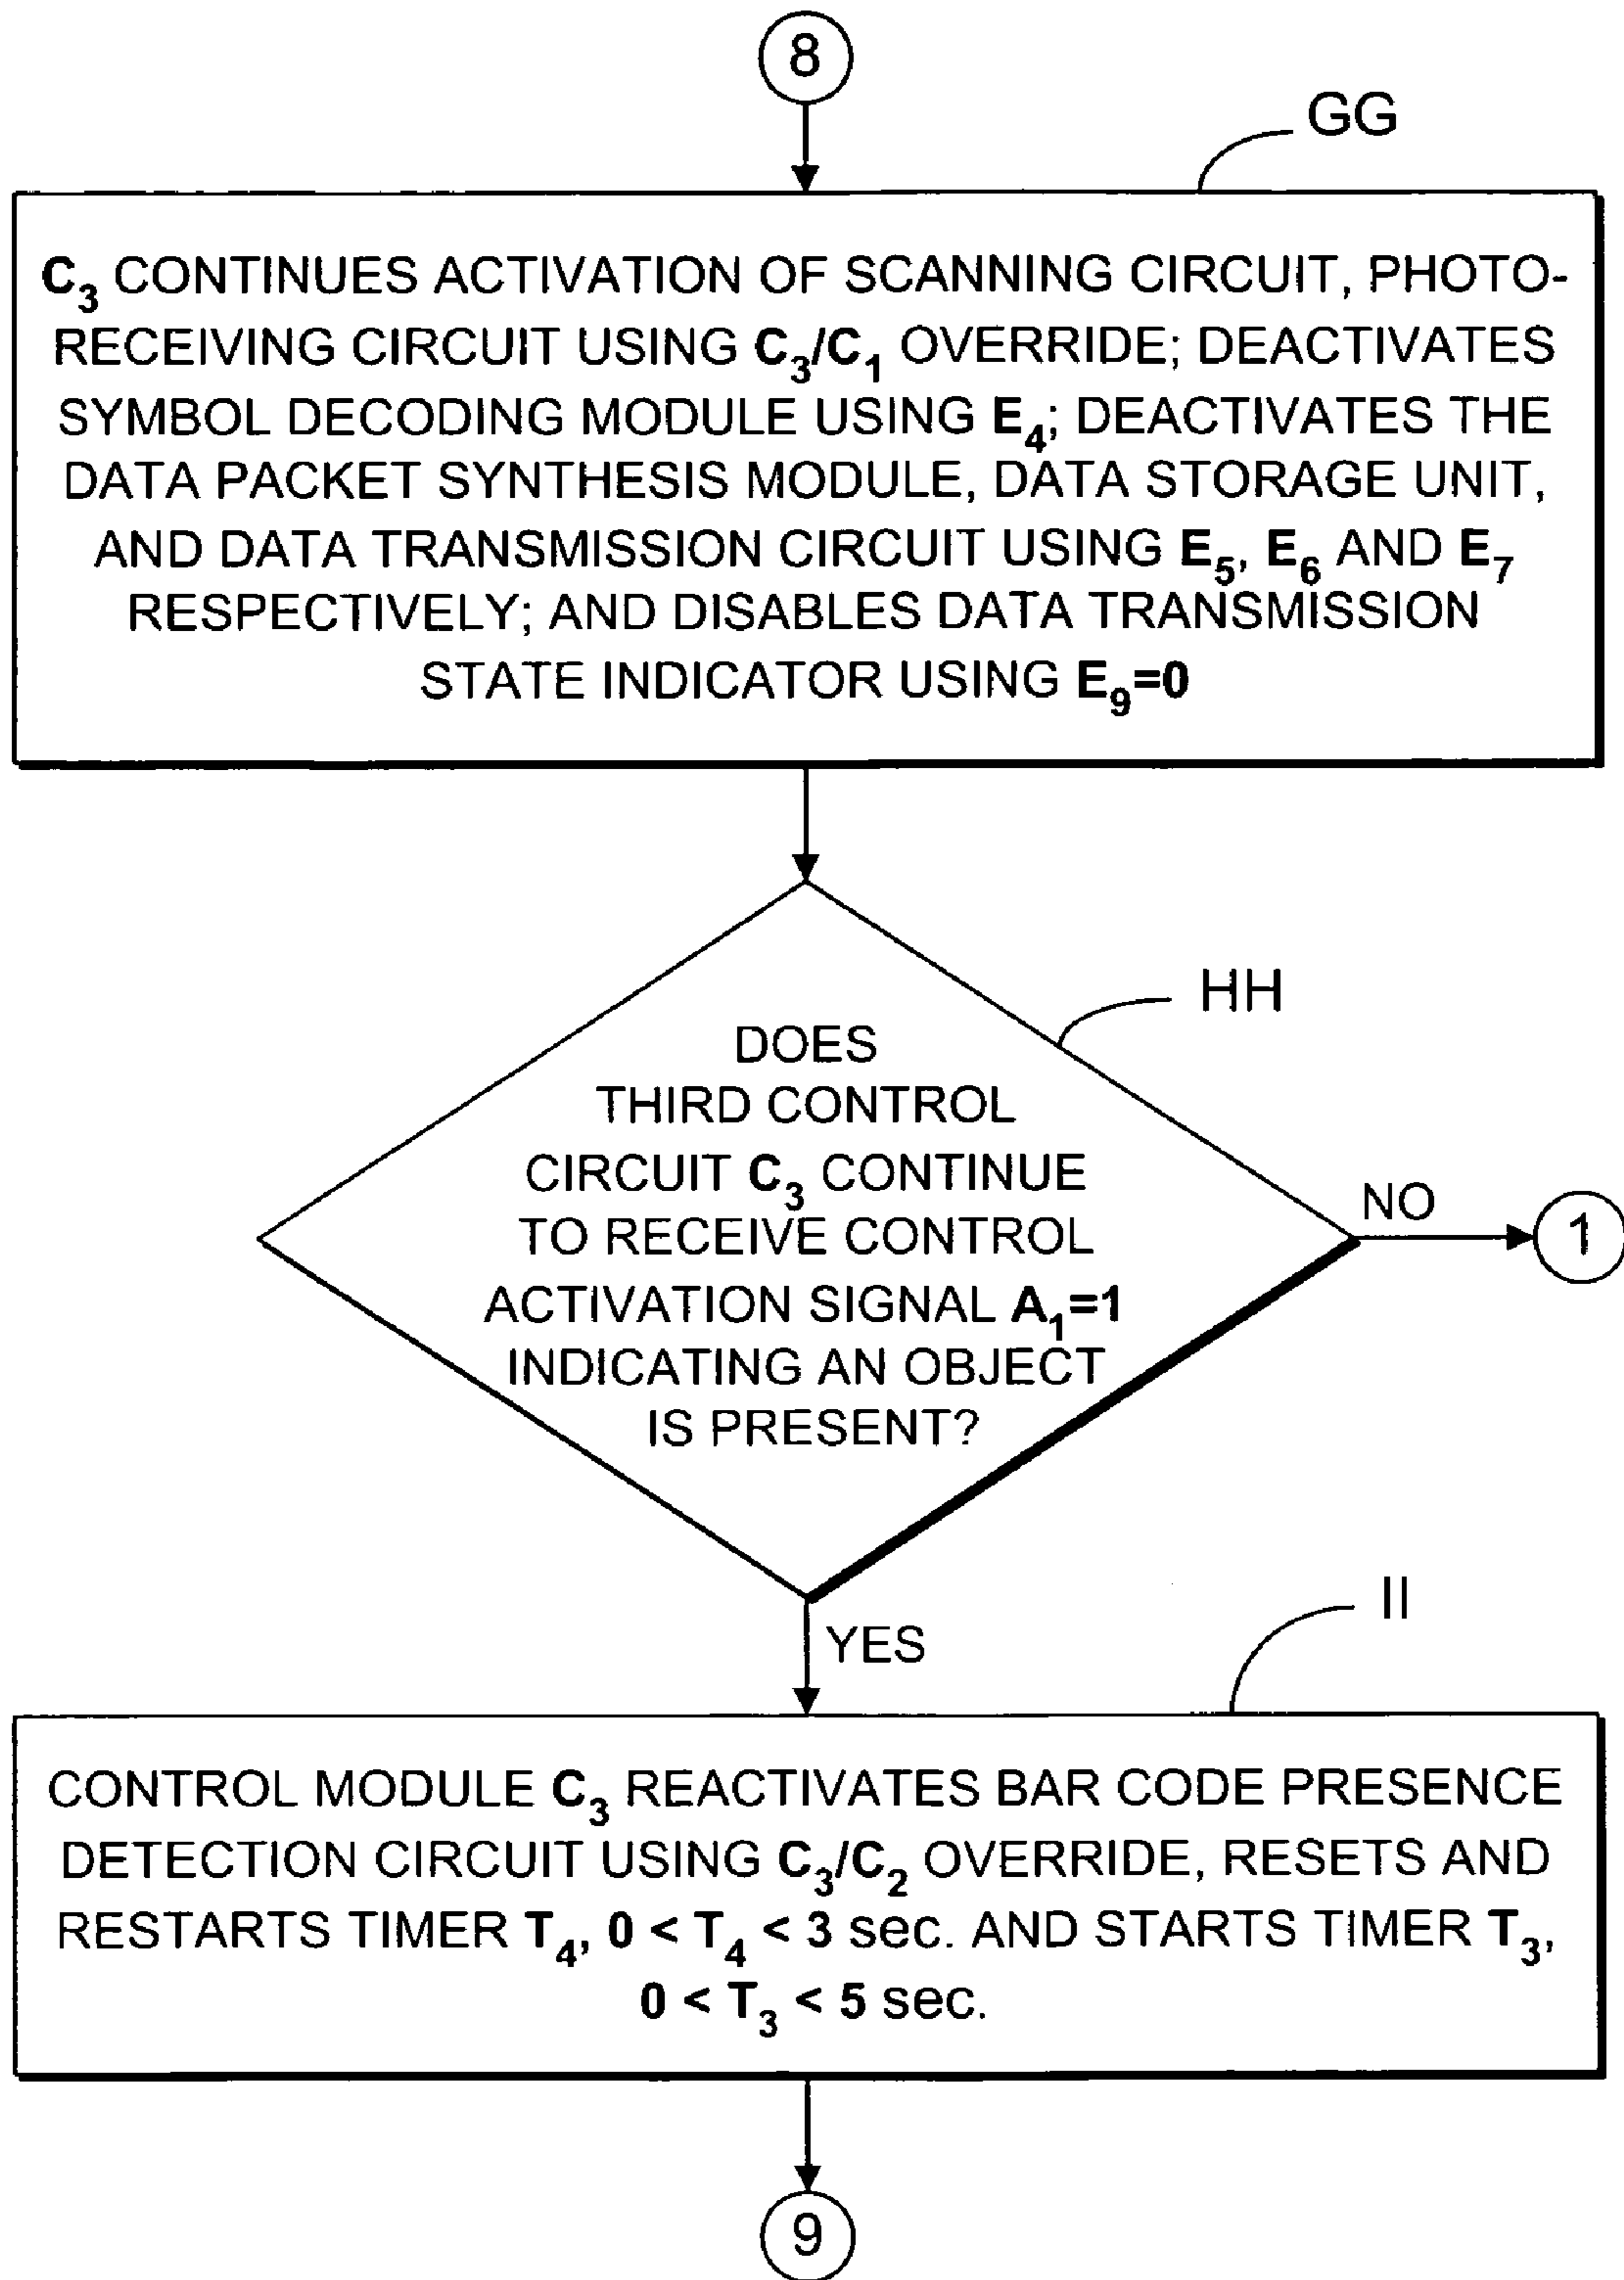 8
GG
C₃ CONTINUES ACTIVATION OF SCANNING CIRCUIT, PHOTO-
RECEIVING CIRCUIT USING C₃/C₁ OVERRIDE; DEACTIVATES
SYMBOL DECODING MODULE USING E₄; DEACTIVATES THE
DATA PACKET SYNTHESIS MODULE, DATA STORAGE UNIT,
AND DATA TRANSMISSION CIRCUIT USING E₅, E₆ AND E₇
RESPECTIVELY; AND DISABLES DATA TRANSMISSION
STATE INDICATOR USING E₉=0
HH
DOES
THIRD CONTROL
CIRCUIT C₃ CONTINUE
TO RECEIVE CONTROL
ACTIVATION SIGNAL A₁=1
INDICATING AN OBJECT
IS PRESENT?
NO
1
YES
II
CONTROL MODULE C₃ REACTIVATES BAR CODE PRESENCE
DETECTION CIRCUIT USING C₃/C₂ OVERRIDE, RESETS AND
RESTARTS TIMER T₄, 0 < T₄ < 3 sec. AND STARTS TIMER T₃,
0 < T₃ < 5 sec.
9